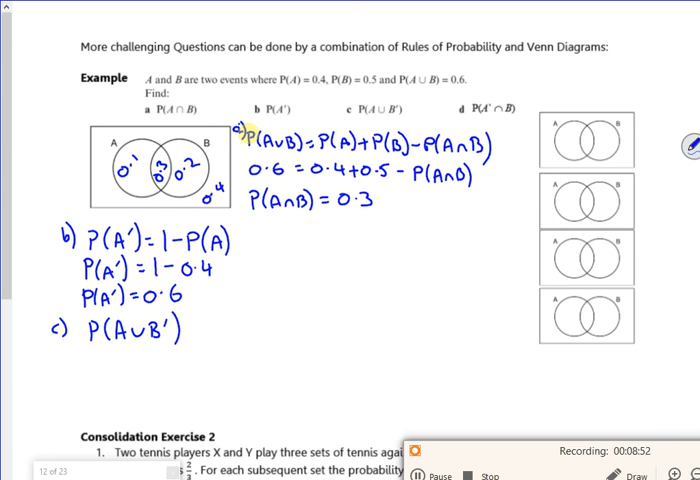 More challenging Questions can be done by a combination of Rules of Probability and Venn Diagrams:
Example A and B are two events where P(A) = 0.4, P(B) = 0.5 and P(A ∪ B) = 0.6.
Find:
a P(A ∩ B) b P(A') c P(A ∪ B') d P(A' ∩ B)
A B
0.1 0.3 0.2
0.4
a) P(A∪B) = P(A) + P(B) - P(A∩B)
0.6 = 0.4 + 0.5 - P(A∩B)
P(A∩B) = 0.3
b) P(A') = 1 - P(A)
P(A') = 1 - 0.4
P(A') = 0.6
c) P(A∪B')
A B
A B
A B
A B
Consolidation Exercise 2
1. Two tennis players X and Y play three sets of tennis agai
. For each subsequent set the probability
12 of 23
Recording: 00:08:52
Pause Stop Draw